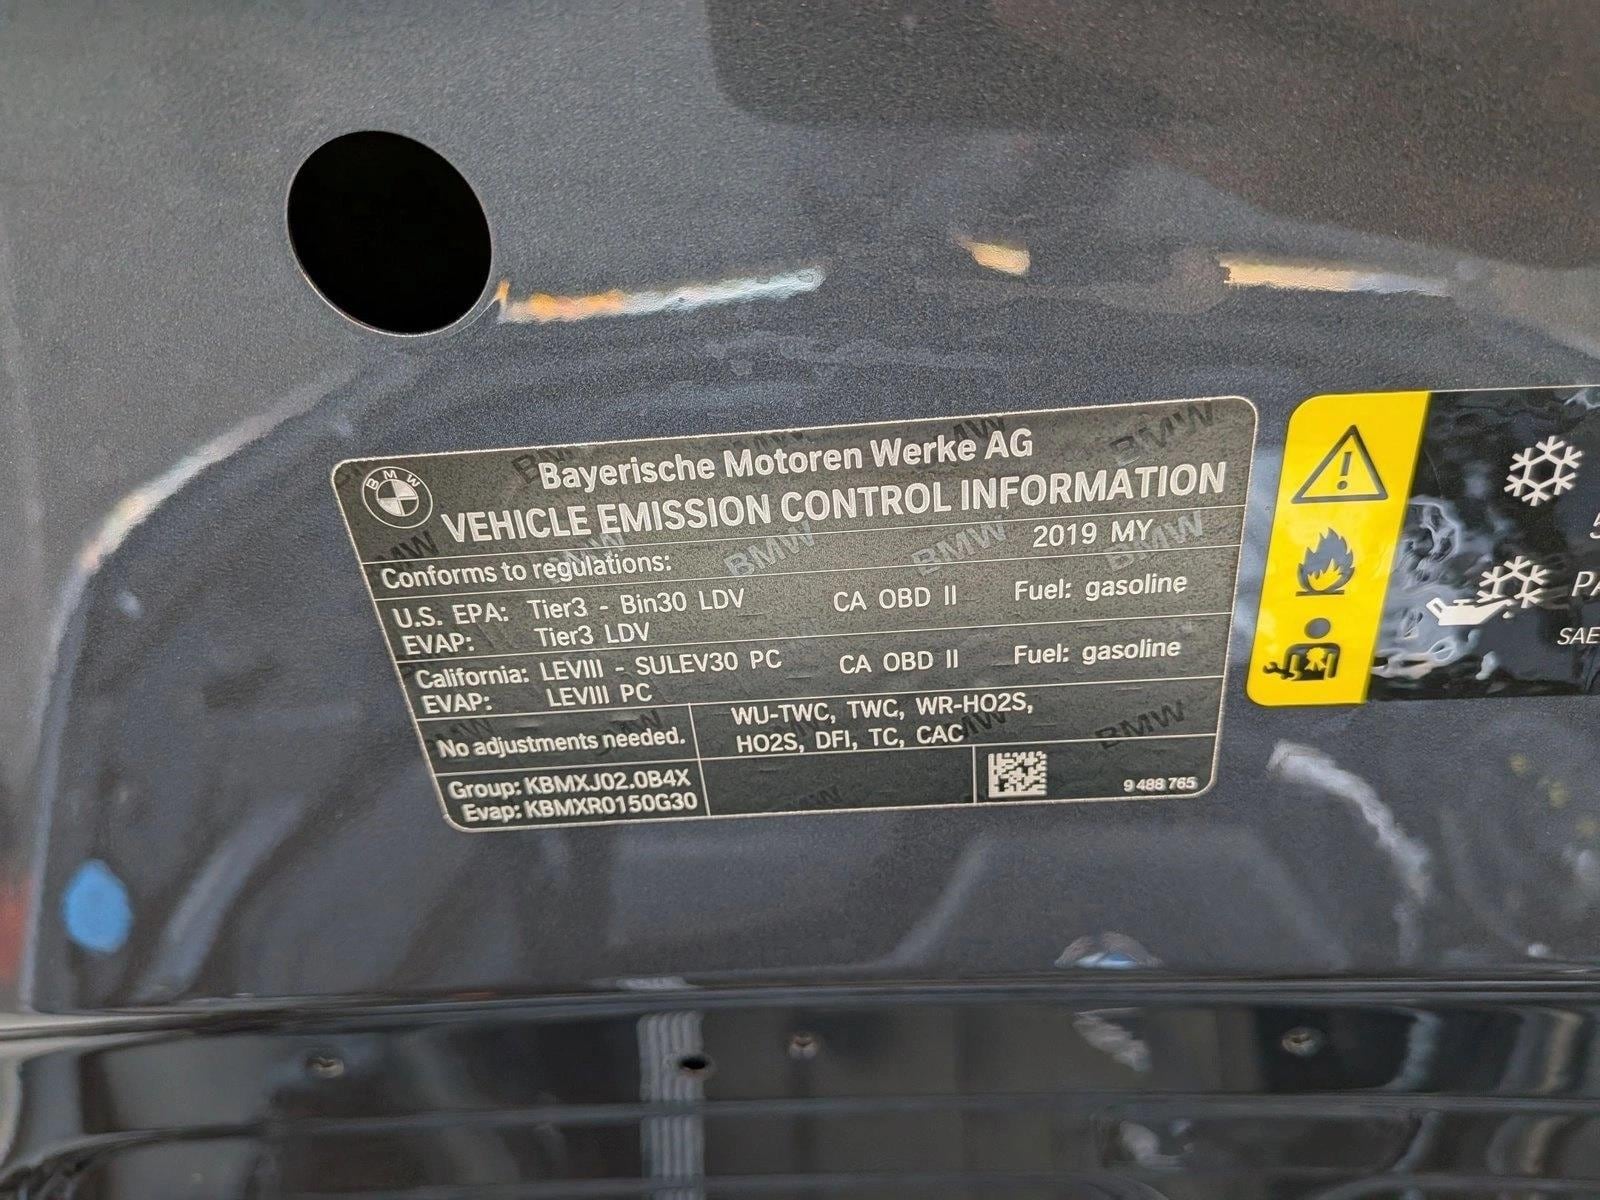 BMW
Bayerische Motoren Werke AG
VEHICLE EMISSION CONTROL INFORMATION
Conforms to regulations: 2019 MY
U.S. EPA: Tier3 - Bin30 LDV CA OBD II Fuel: gasoline
EVAP: Tier3 LDV
California: LEVIII - SULEV30 PC CA OBD II Fuel: gasoline
EVAP: LEVIII PC
No adjustments needed.
WU-TWC, TWC, WR-HO2S,
HO2S, DFI, TC, CAC
Group: KBMXJ02.0B4X
Evap: KBMXR0150G30
9 488 765
SAE